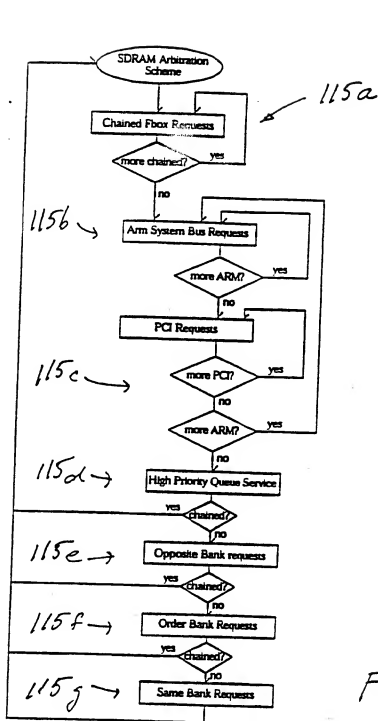 SDRAM Arbitration
Scheme
115a
Chained Fbox Requests
more chained?
yes
no
115b
Arm System Bus Requests
more ARM?
yes
no
PCI Requests
115c
more PCI?
yes
no
more ARM?
yes
no
115d
High Priority Queue Service
yes
chained?
no
115e
Opposite Bank requests
yes
chained?
no
115f
Order Bank Requests
yes
chained?
no
115g
Same Bank Requests
F